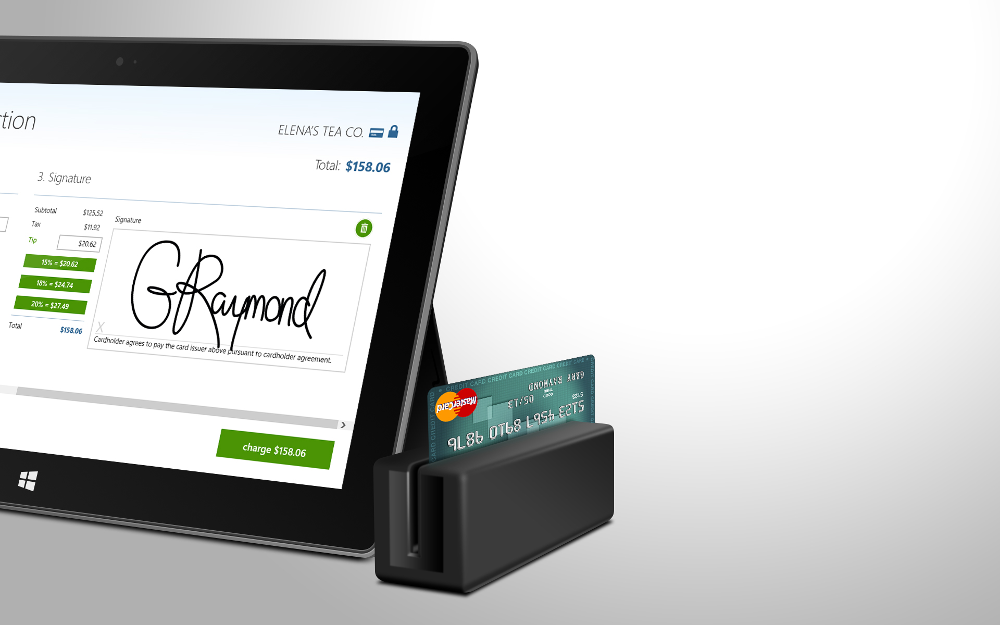 ction
ELENA'S TEA CO.
Total: $158.06
3. Signature
Subtotal $125.52
Tax $11.92
Tip $20.62
15% = $20.62
18% = $24.74
20% = $27.49
Total $158.06
Signature
GRaymond
X
Cardholder agrees to pay the card issuer above pursuant to cardholder agreement.
charge $158.06
CREDIT CARD CREDIT CARD CREDIT CARD CREDIT CARD
5123 4567 8910 9876
5123
GOOD
THRU
05/13
GARY RAYMOND
MasterCard